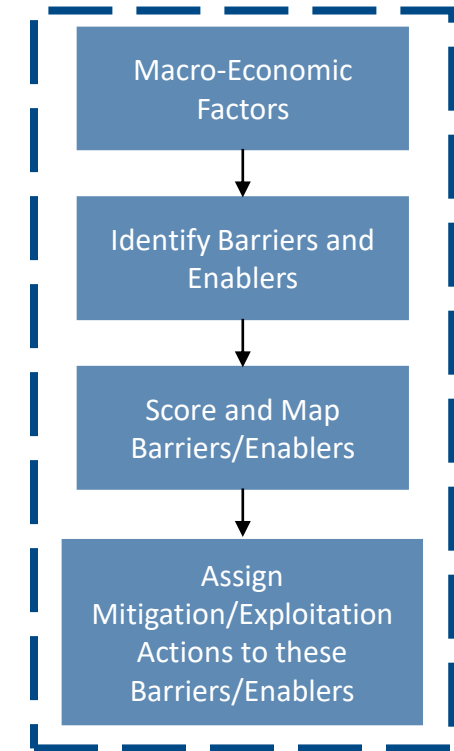 Macro-Economic
Factors
Identify Barriers and
Enablers
Score and Map
Barriers/Enablers
Assign
Mitigation/Exploitation
Actions to these
Barriers/Enablers